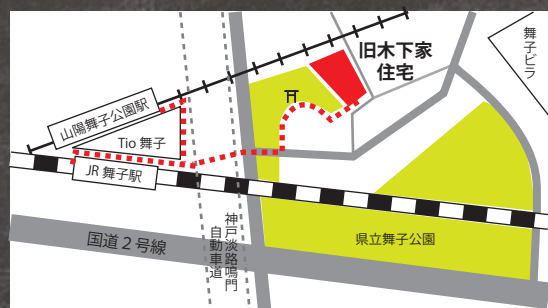 旧木下家
住宅
舞子ビラ
山陽舞子公園駅
Tio 舞子
JR 舞子駅
神戸淡路鳴門
自動車道
国道2号線
県立舞子公園